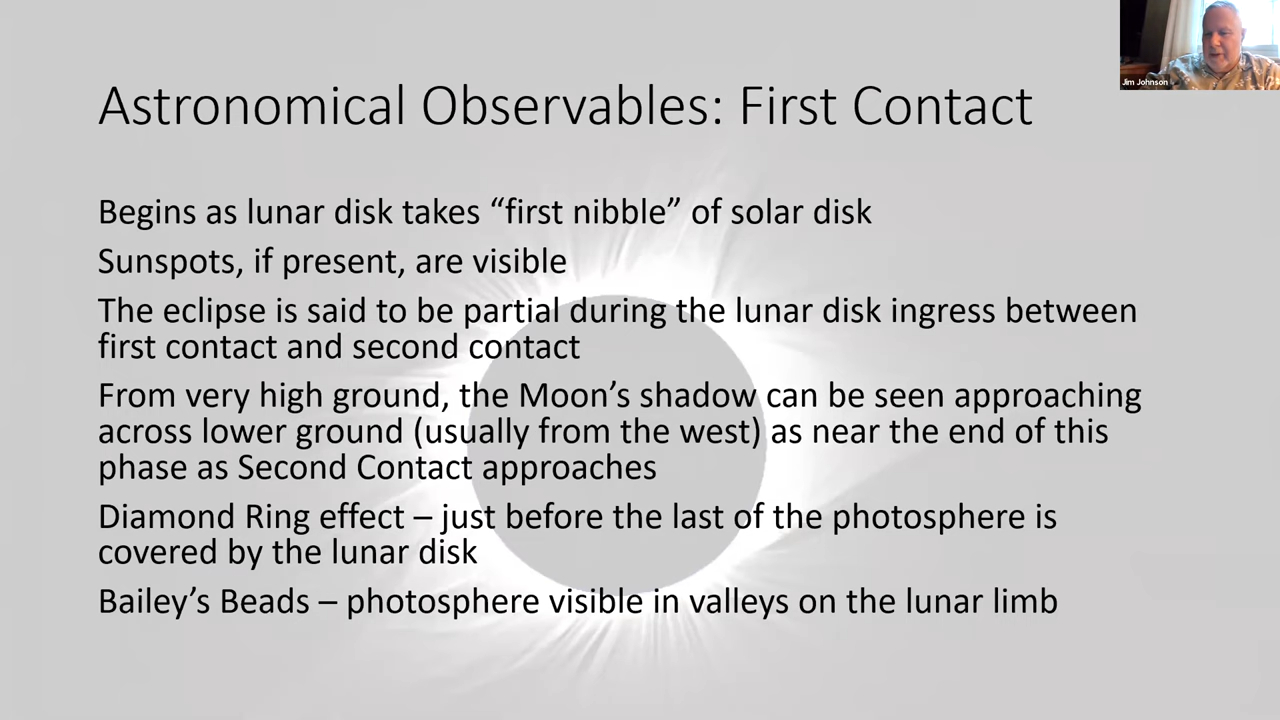 Astronomical Observables: First Contact
Jim Johnson
Begins as lunar disk takes “first nibble” of solar disk
Sunspots, if present, are visible
The eclipse is said to be partial during the lunar disk ingress between
first contact and second contact
From very high ground, the Moon’s shadow can be seen approaching
across lower ground (usually from the west) as near the end of this
phase as Second Contact approaches
Diamond Ring effect – just before the last of the photosphere is
covered by the lunar disk
Bailey’s Beads – photosphere visible in valleys on the lunar limb